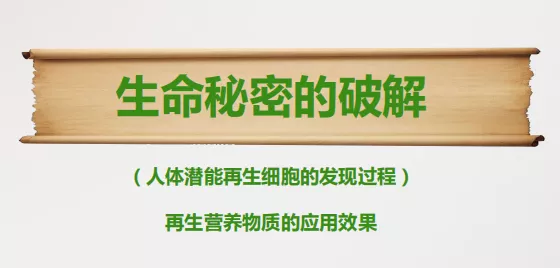 生命秘密的破解
（人体潜能再生细胞的发现过程）
再生营养物质的应用效果